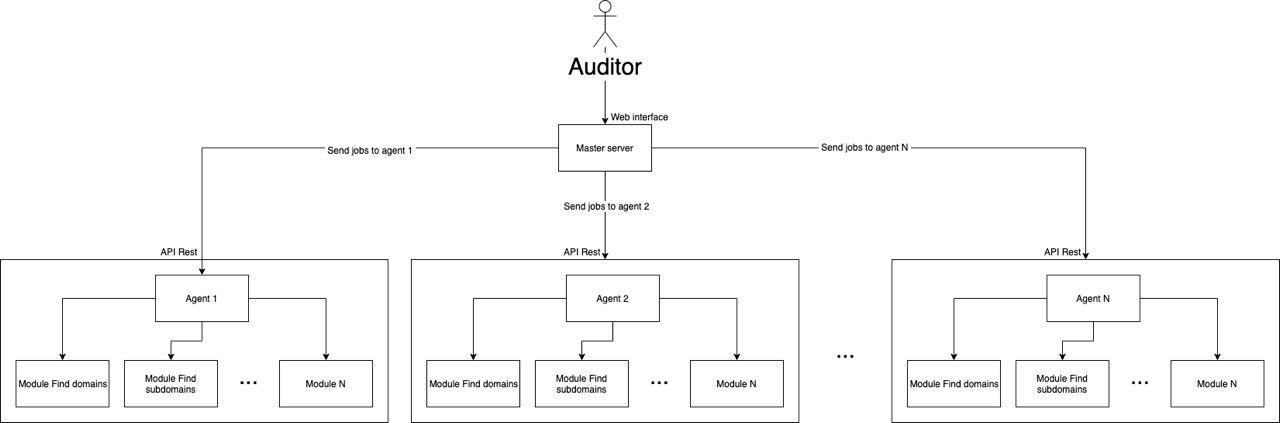 Auditor
Web interface
Master server
Send jobs to agent 1
Send jobs to agent N
Send jobs to agent 2
API Rest
API Rest
API Rest
Agent 1
Agent 2
Agent N
Module Find domains
Module Find
subdomains
...
Module N
Module Find domains
Module Find
subdomains
...
Module N
...
Module Find domains
Module Find
subdomains
...
Module N